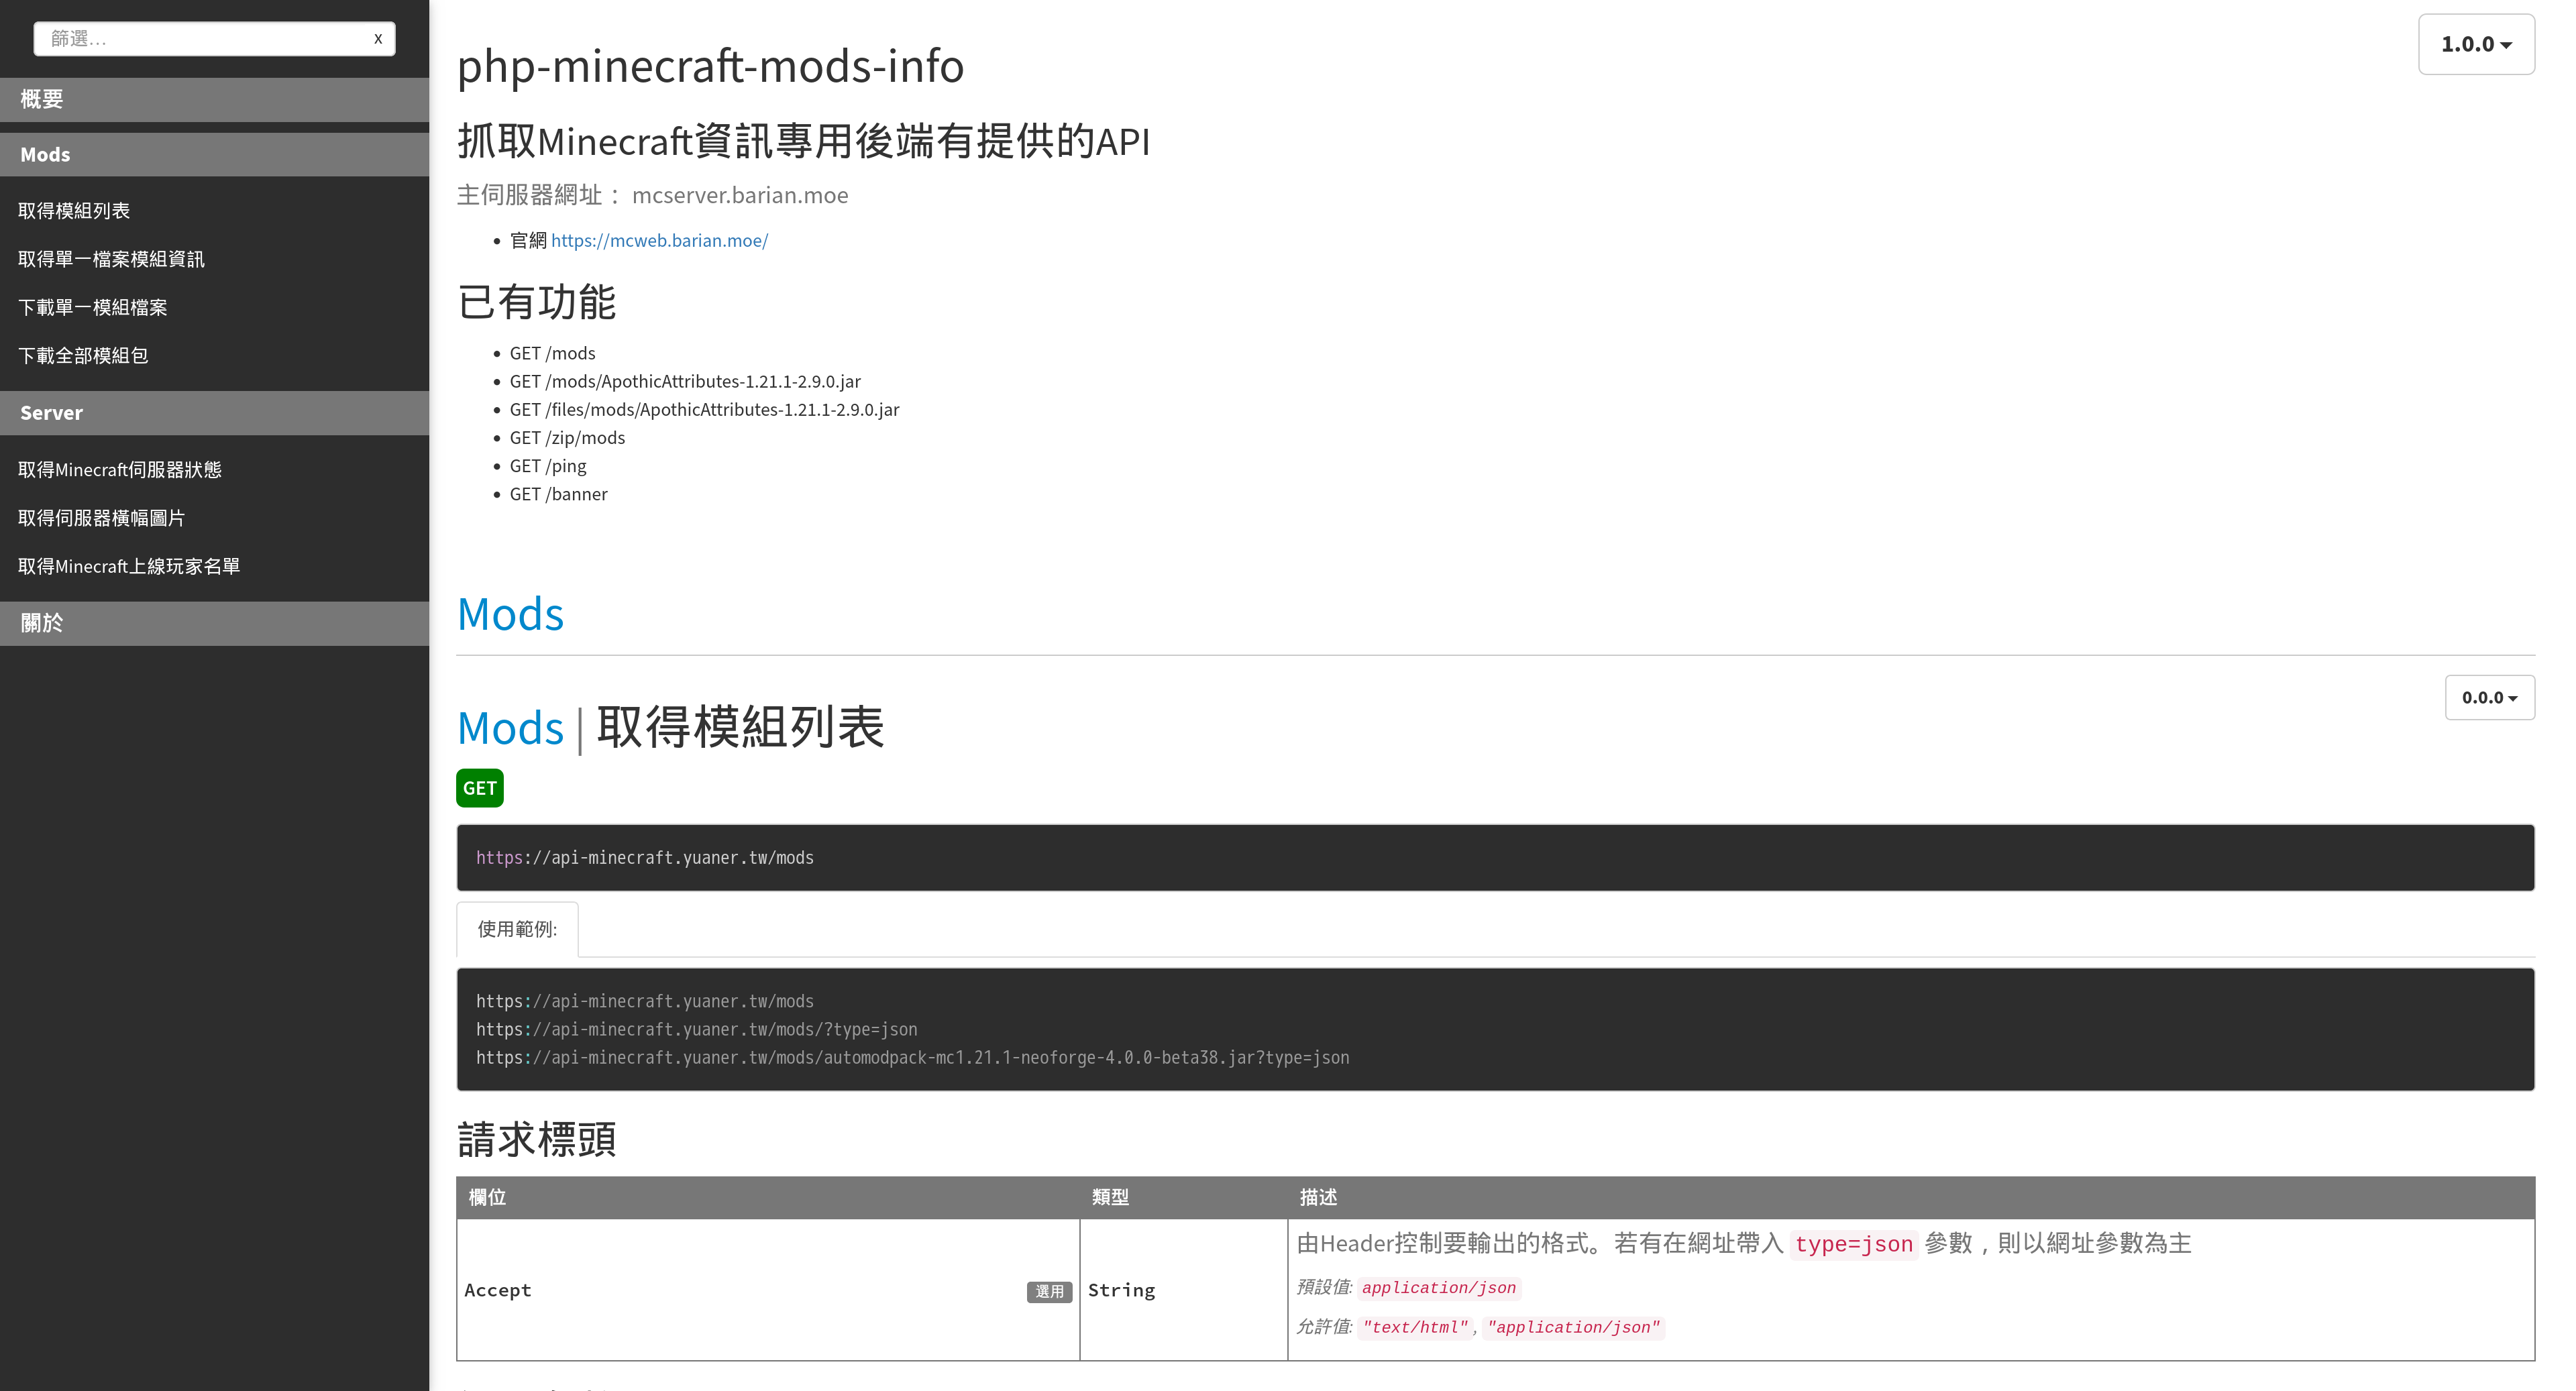 篩選...
x
概要
Mods
取得模組列表
取得單一檔案模組資訊
下載單一模組檔案
下載全部模組包
Server
取得Minecraft伺服器狀態
取得伺服器橫幅圖片
取得Minecraft上線玩家名單
關於
php-minecraft-mods-info
1.0.0
抓取Minecraft資訊專用後端有提供的API
主伺服器網址： mcserver.barian.moe
官網 https://mcweb.barian.moe/
已有功能
GET /mods
GET /mods/ApothicAttributes-1.21.1-2.9.0.jar
GET /files/mods/ApothicAttributes-1.21.1-2.9.0.jar
GET /zip/mods
GET /ping
GET /banner
Mods
Mods | 取得模組列表
0.0.0
GET
https://api-minecraft.yuaner.tw/mods
使用範例:
https://api-minecraft.yuaner.tw/mods
https://api-minecraft.yuaner.tw/mods/?type=json
https://api-minecraft.yuaner.tw/mods/automodpack-mc1.21.1-neoforge-4.0.0-beta38.jar?type=json
請求標頭
欄位 類型 描述
Accept 選用 String
由Header控制要輸出的格式。若有在網址帶入 type=json 參數，則以網址參數為主
預設值: application/json
允許值: "text/html", "application/json"